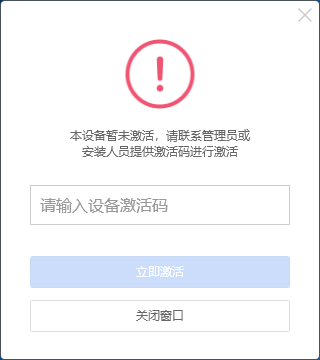 本设备暂未激活，请联系管理员或
安装人员提供激活码进行激活
请输入设备激活码
立即激活
关闭窗口